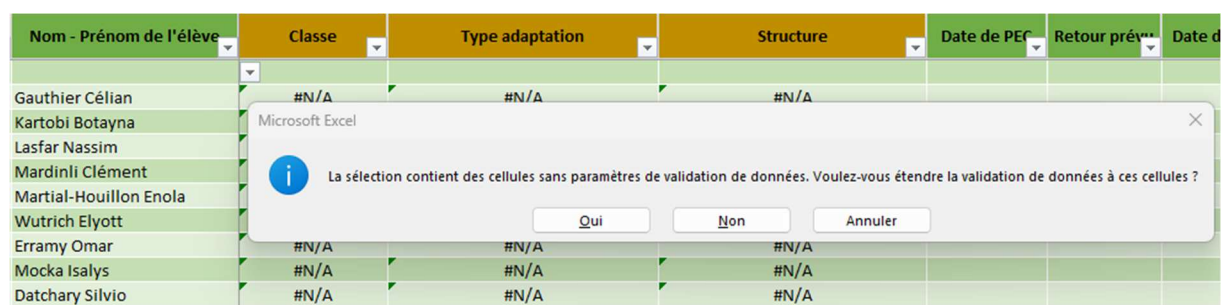 Nom - Prénom de l'élève Classe Type adaptation Structure Date de PEC Retour prévu Date d
Gauthier Célian #N/A #N/A #N/A
Kartobi Botayna
Microsoft Excel
Lasfar Nassim
Mardinli Clément
La sélection contient des cellules sans paramètres de validation de données. Voulez-vous étendre la validation de données à ces cellules ?
Martial-Houillon Enola
Wutrich Elyott
Oui Non Annuler
Erramy Omar #N/A #N/A #N/A
Mocka Isalys #N/A #N/A #N/A
Datchary Silvio #N/A #N/A #N/A